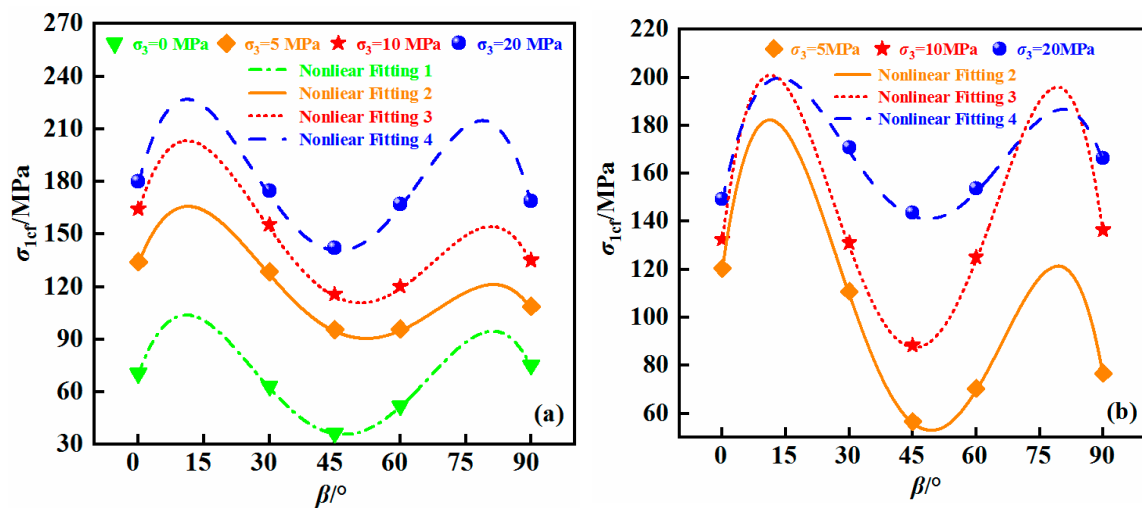 (a)
σ₃=0 MPa σ₃=5 MPa σ₃=10 MPa σ₃=20 MPa
Nonliear Fitting 1
Nonliear Fitting 2
Nonliear Fitting 3
Nonliear Fitting 4
σ₁cf/MPa
270
240
210
180
150
120
90
60
30
0 15 30 45 60 75 90
β/°
(b)
σ₃=5MPa σ₃=10MPa σ₃=20MPa
Nonlinear Fitting 2
Nonlinear Fitting 3
Nonlinear Fitting 4
σ₁cf/MPa
220
200
180
160
140
120
100
80
60
0 15 30 45 60 75 90
β/°